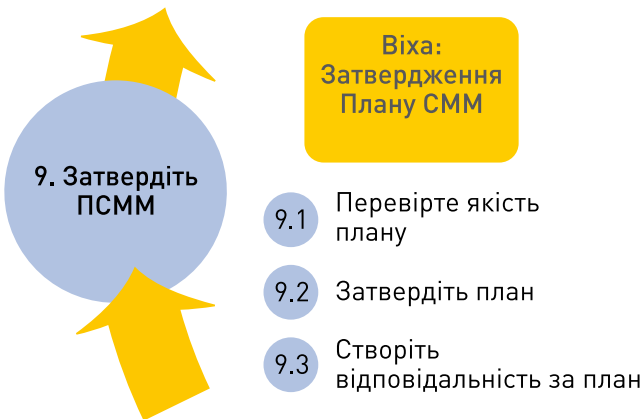 Віха:
Затвердження
Плану СММ
9. Затвердіть
ПСММ
9.1 Перевірте якість
плану
9.2 Затвердіть план
9.3 Створіть
відповідальність за план